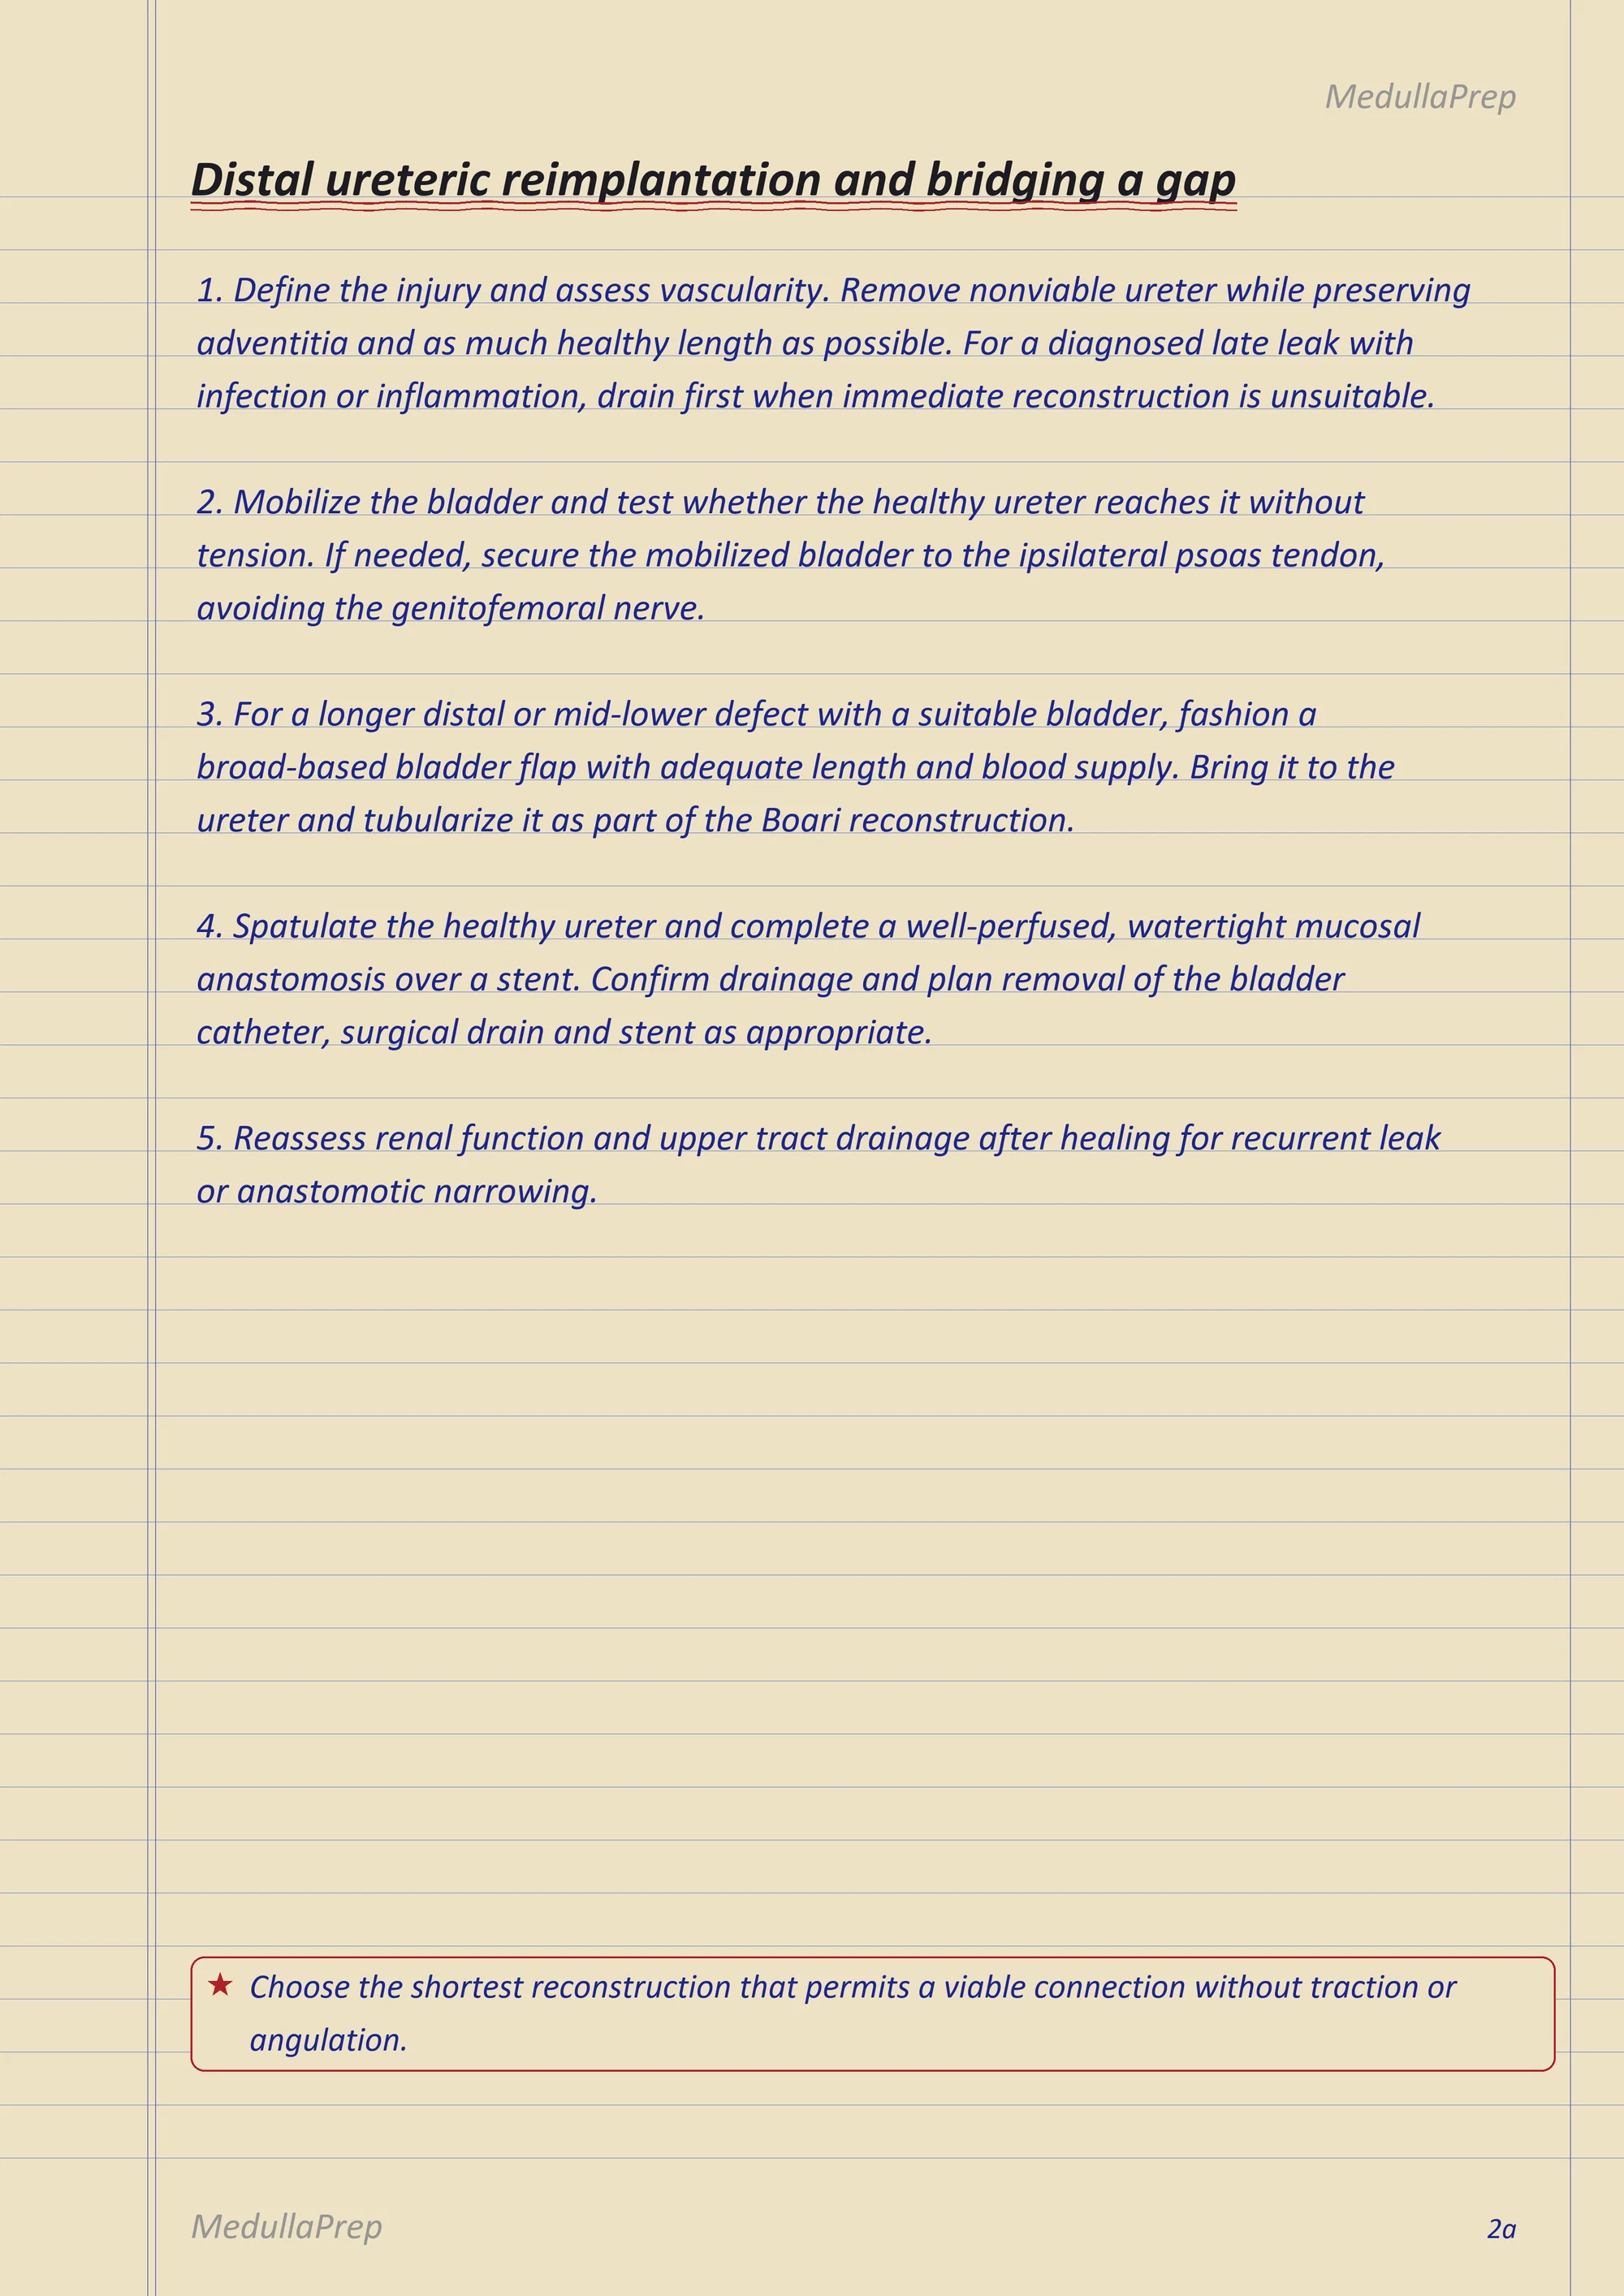 MedullaPrep
Distal ureteric reimplantation and bridging a gap
1. Define the injury and assess vascularity. Remove nonviable ureter while preserving
adventitia and as much healthy length as possible. For a diagnosed late leak with
infection or inflammation, drain first when immediate reconstruction is unsuitable.
2. Mobilize the bladder and test whether the healthy ureter reaches it without
tension. If needed, secure the mobilized bladder to the ipsilateral psoas tendon,
avoiding the genitofemoral nerve.
3. For a longer distal or mid-lower defect with a suitable bladder, fashion a
broad-based bladder flap with adequate length and blood supply. Bring it to the
ureter and tubularize it as part of the Boari reconstruction.
4. Spatulate the healthy ureter and complete a well-perfused, watertight mucosal
anastomosis over a stent. Confirm drainage and plan removal of the bladder
catheter, surgical drain and stent as appropriate.
5. Reassess renal function and upper tract drainage after healing for recurrent leak
or anastomotic narrowing.
★ Choose the shortest reconstruction that permits a viable connection without traction or
angulation.
MedullaPrep
2a